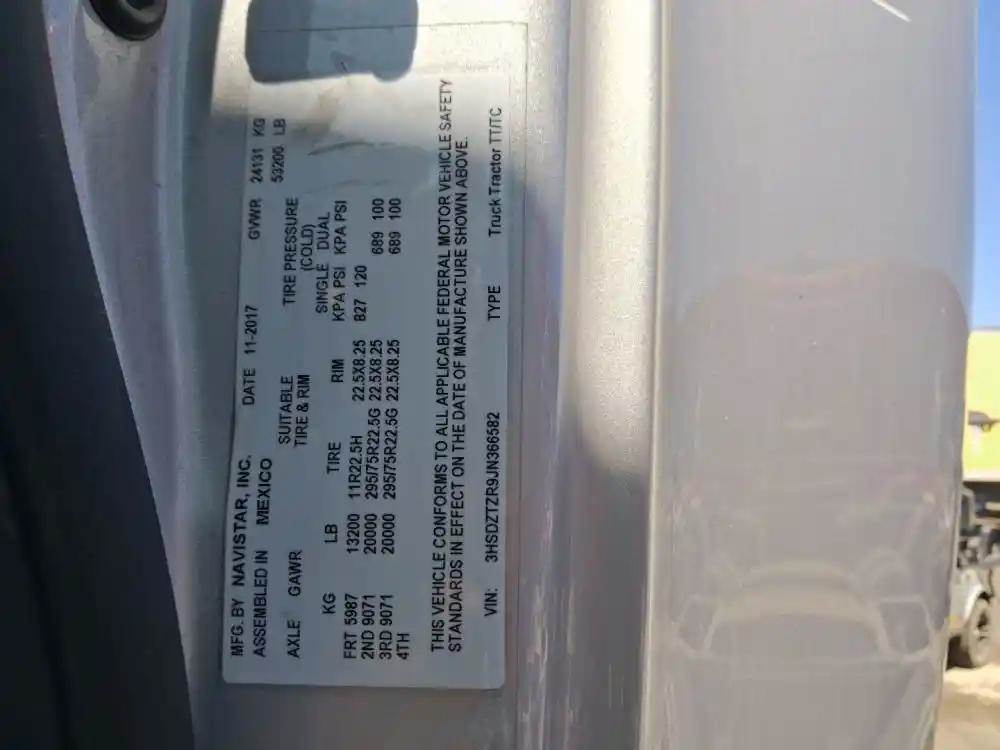 MFG. BY NAVISTAR, INC. DATE 11-2017 GVWR 24131 KG
ASSEMBLED IN MEXICO 53200 LB
AXLE GAWR SUITABLE TIRE & RIM TIRE PRESSURE (COLD)
SINGLE DUAL
KG LB TIRE RIM KPA PSI KPA PSI
FRT 5987 13200 11R22.5H 22.5X8.25 827 120
2ND 9071 20000 295/75R22.5G 22.5X8.25 689 100
3RD 9071 20000 295/75R22.5G 22.5X8.25 689 100
4TH
THIS VEHICLE CONFORMS TO ALL APPLICABLE FEDERAL MOTOR VEHICLE SAFETY
STANDARDS IN EFFECT ON THE DATE OF MANUFACTURE SHOWN ABOVE.
VIN: 3HSDZTZR9JN366582 TYPE Truck Tractor TT/TC